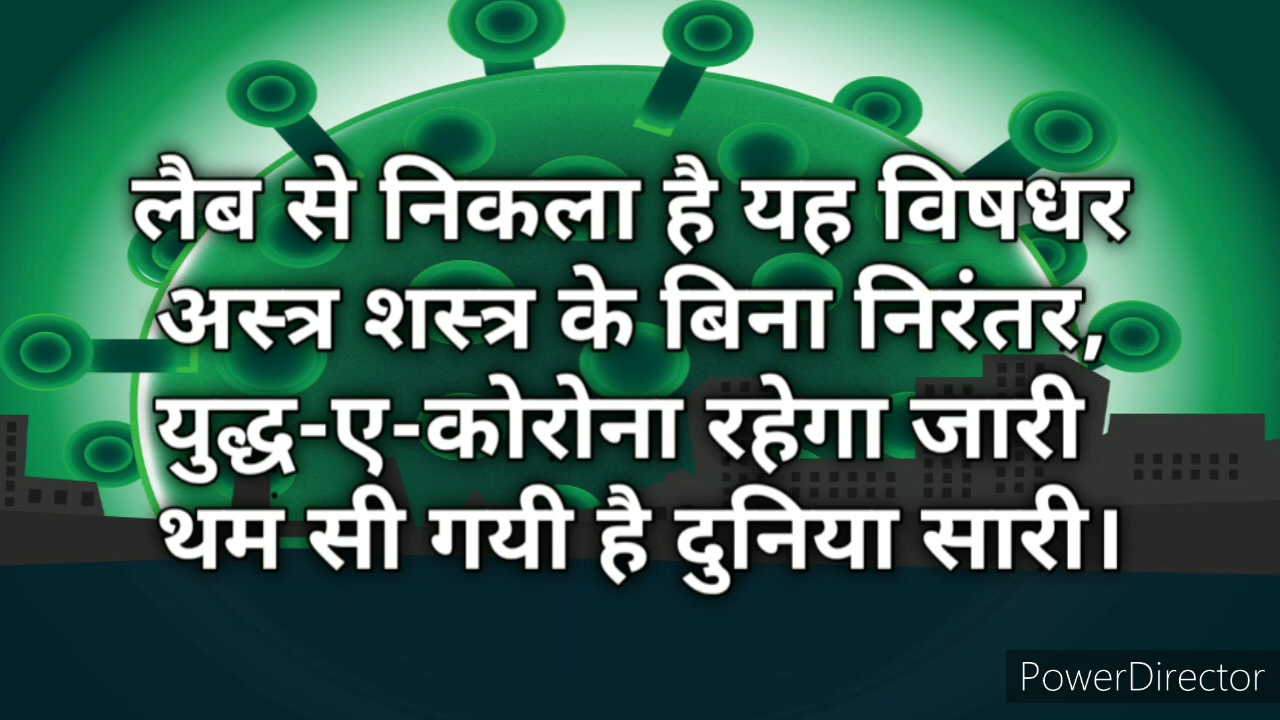 लैब से निकला है यह विषधर
अस्त्र शस्त्र के बिना निरंतर,
युद्ध-ए-कोरोना रहेगा जारी
थम सी गयी है दुनिया सारी।
PowerDirector